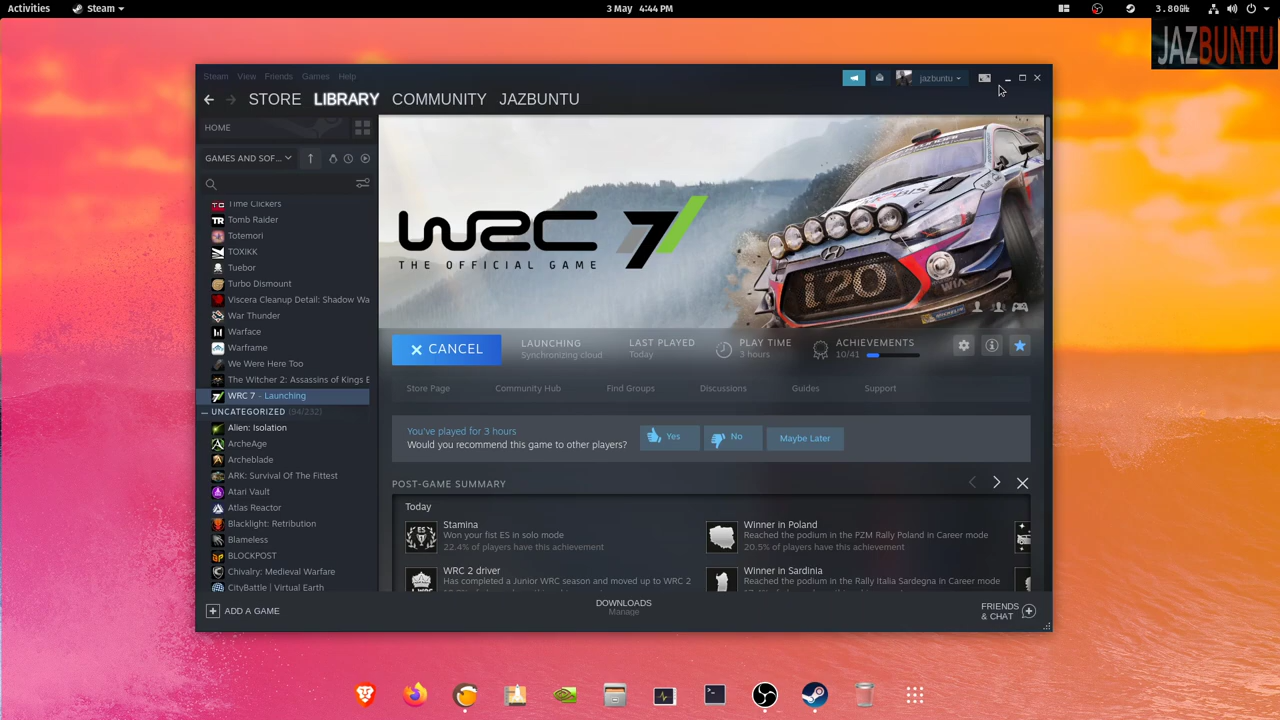 Activities
Steam
3 May 4:44 PM
3.80GHz
JAZBUNTU
Steam View Friends Games Help
jazbuntu
STORE LIBRARY COMMUNITY JAZBUNTU
HOME
GAMES AND SOF...
Time Clickers
Tomb Raider
Totemori
TOXIKK
Tuebor
Turbo Dismount
Viscera Cleanup Detail: Shadow Wa
War Thunder
Warface
Warframe
We Were Here Too
The Witcher 2: Assassins of Kings E
WRC 7 - Launching
UNCATEGORIZED (94/232)
Alien: Isolation
ArcheAge
Archeblade
ARK: Survival Of The Fittest
Atari Vault
Atlas Reactor
Blacklight: Retribution
Blameless
BLOCKPOST
Chivalry: Medieval Warfare
CityBattle | Virtual Earth
WRC 7
THE OFFICIAL GAME
i20
CANCEL
LAUNCHING
Synchronizing cloud
LAST PLAYED
Today
PLAY TIME
3 hours
ACHIEVEMENTS
10/41
Store Page Community Hub Find Groups Discussions Guides Support
You've played for 3 hours
Would you recommend this game to other players?
Yes
No
Maybe Later
POST-GAME SUMMARY
Today
Stamina
Won your fist ES in solo mode
22.4% of players have this achievement
Winner in Poland
Reached the podium in the PZM Rally Poland in Career mode
20.5% of players have this achievement
WRC 2 driver
Has completed a Junior WRC season and moved up to WRC 2
Winner in Sardinia
Reached the podium in the Rally Italia Sardegna in Career mode
ADD A GAME
DOWNLOADS
Manage
FRIENDS
& CHAT